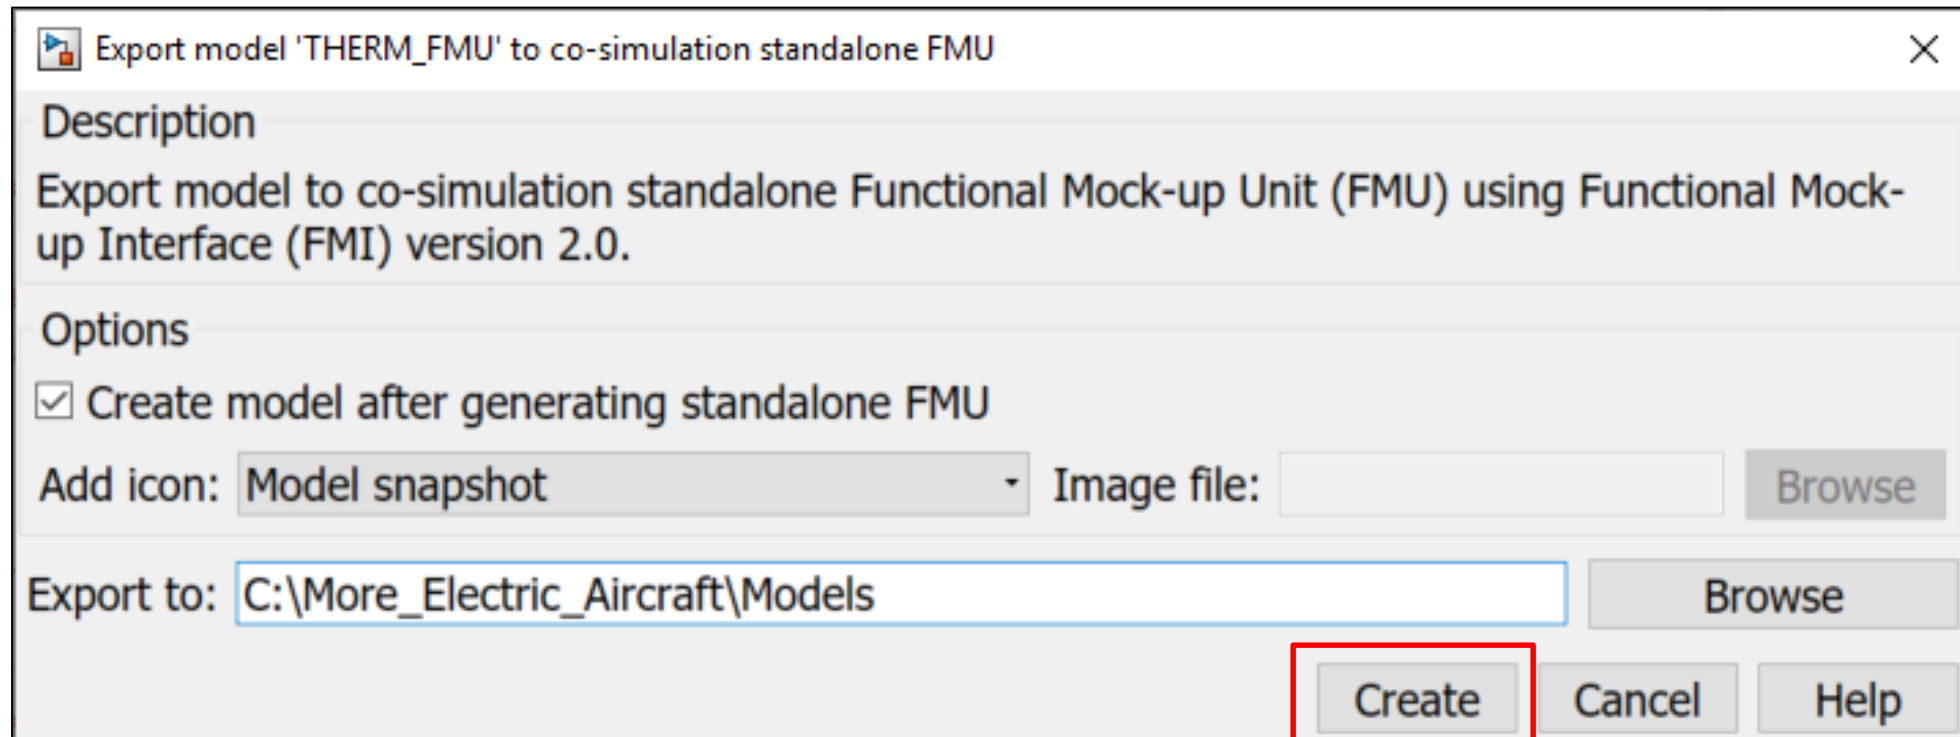 Export model 'THERM_FMU' to co-simulation standalone FMU
Description
Export model to co-simulation standalone Functional Mock-up Unit (FMU) using Functional Mock-
up Interface (FMI) version 2.0.
Options
Create model after generating standalone FMU
Add icon: Model snapshot Image file: Browse
Export to: C:\More_Electric_Aircraft\Models Browse
Create Cancel Help